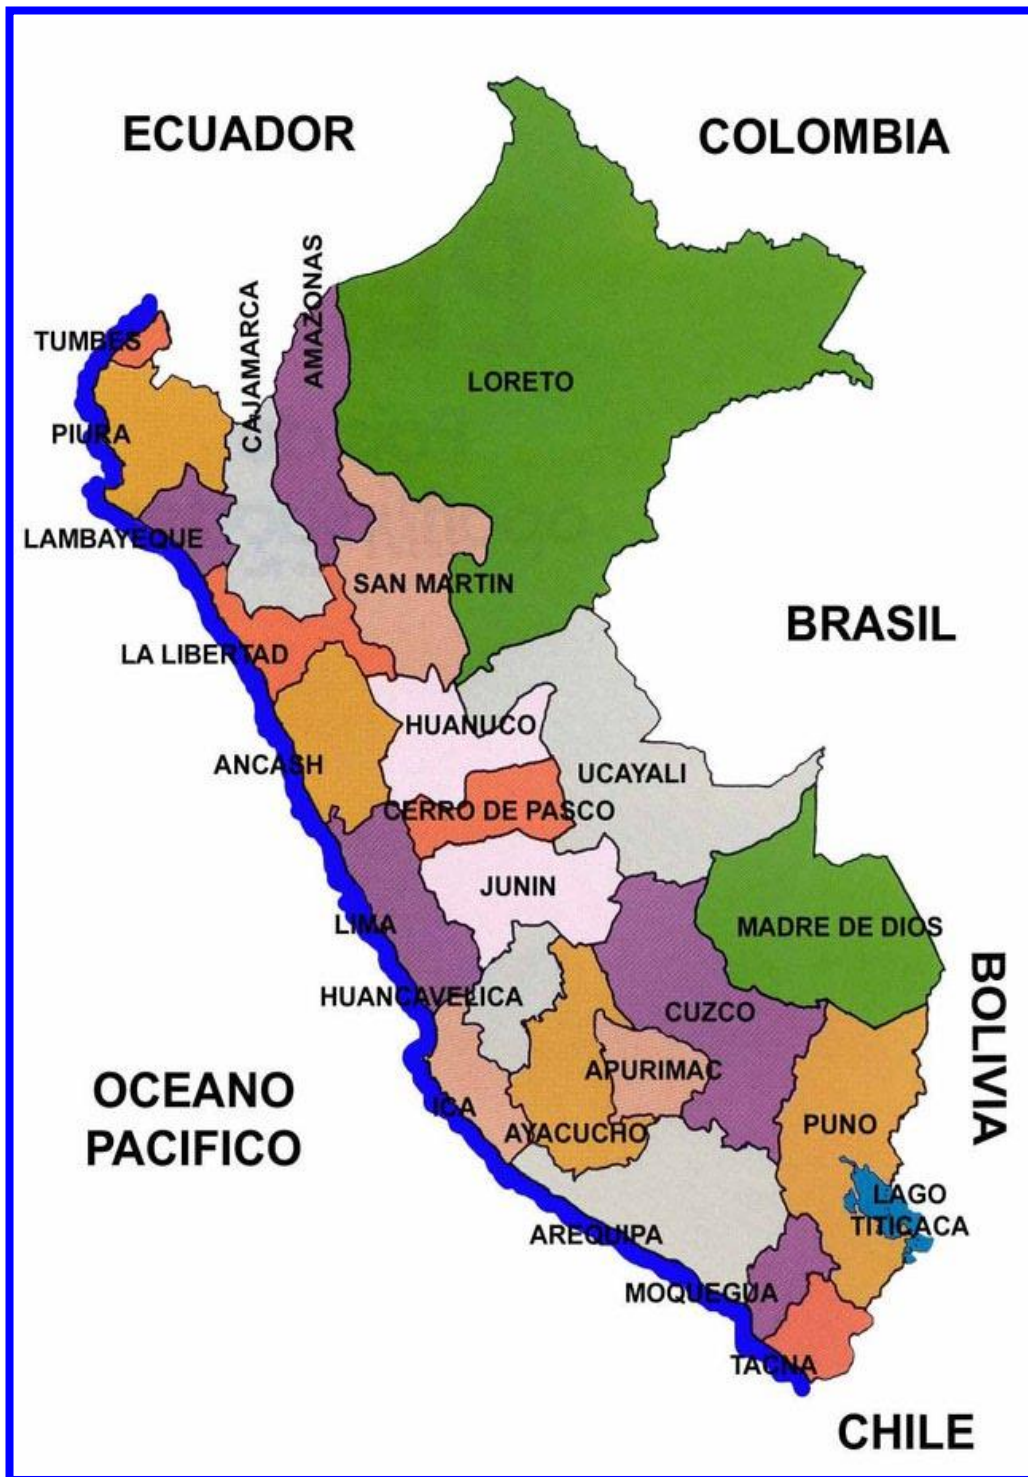 ECUADOR
COLOMBIA
AMAZONAS
CAJAMARCA
TUMBES
LORETO
PIURA
LAMBAYEQUE
SAN MARTIN
BRASIL
LA LIBERTAD
HUANUCO
ANCASH
UCAYALI
CERRO DE PASCO
JUNIN
LIMA
MADRE DE DIOS
HUANCAVELICA
CUZCO
BOLIVIA
APURIMAC
OCEANO
PACIFICO
ICA
AYACUCHO
PUNO
LAGO
TITICACA
AREQUIPA
MOQUEGUA
TACNA
CHILE